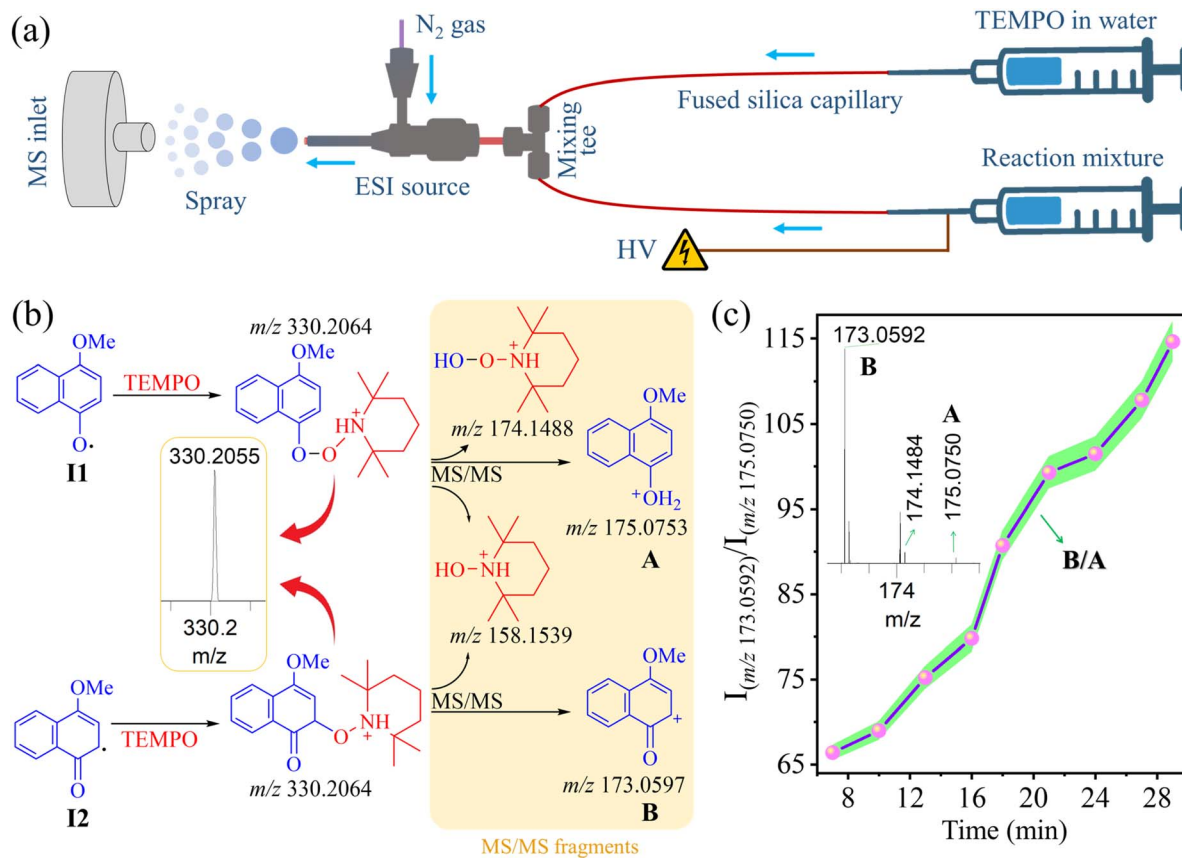 (a)
N2 gas
TEMPO in water
MS inlet
Fused silica capillary
Mixing
tee
Reaction mixture
ESI source
Spray
HV
(b)
m/z 330.2064
OMe
TEMPO
O·
I1
OMe
HN+
O-O
330.2055
330.2
m/z
HO-O-NH+
m/z 174.1488
MS/MS
OMe
+OH2
m/z 175.0753
A
HO-NH+
m/z 158.1539
OMe
TEMPO
O
I2
OMe
O
O
NH+
m/z 330.2064
MS/MS
OMe
+
O
m/z 173.0597
B
MS/MS fragments
(c)
I(m/z 173.0592)/I(m/z 175.0750)
115
105
95
85
75
65
173.0592
B
A
174.1484
175.0750
174
m/z
B/A
8 12 16 20 24 28
Time (min)